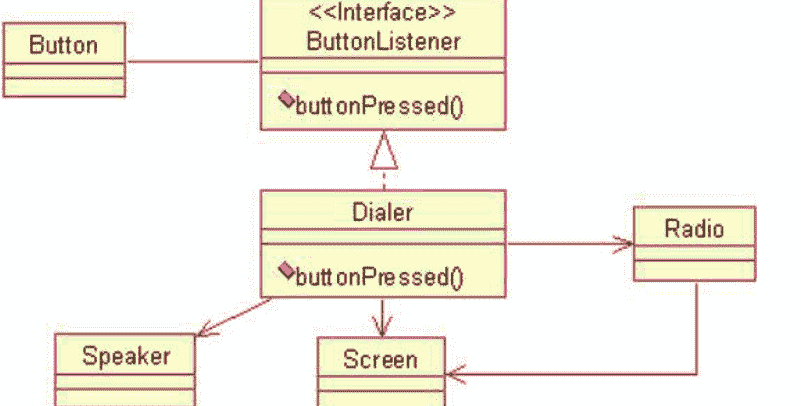 <<Interface>>
Button
ButtonListener
buttonPressed()
Dialer
Radio
buttonPressed()
Speaker
Screen